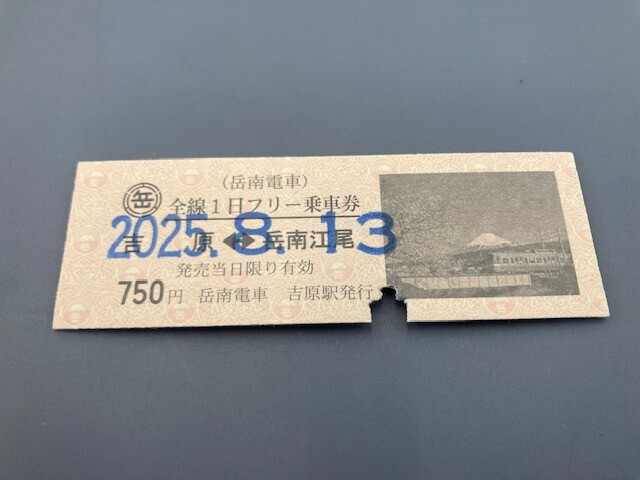 (岳南電車)
岳 全線1日フリー乗車券
2025.8.13
吉原⬌岳南江尾
発売当日限り有効
750円 岳南電車 吉原駅発行